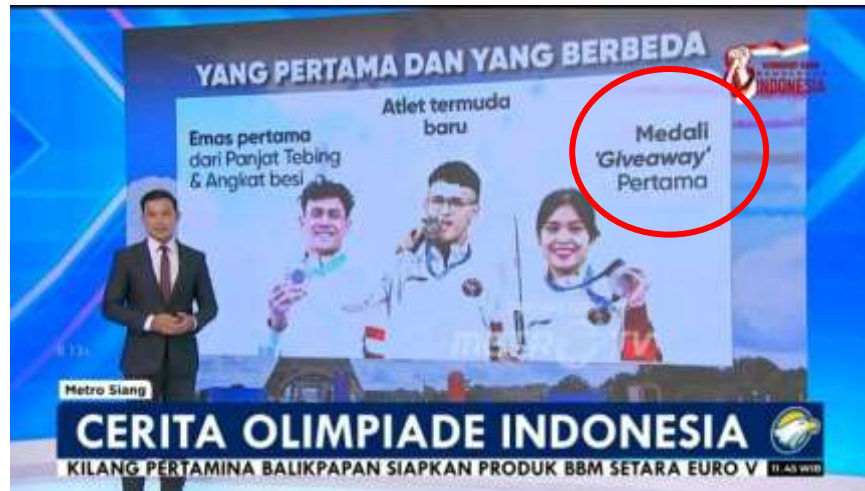 YANG PERTAMA DAN YANG BERBEDA
Emas pertama
dari Panjat Tebing
& Angkat besi
Atlet termuda
baru
Medali
'Giveaway'
Pertama
INDONESIA
Metro Siang
CERITA OLIMPIADE INDONESIA
KILANG PERTAMINA BALIKPAPAN SIAPKAN PRODUK BBM SETARA EURO V
11.45 WIB